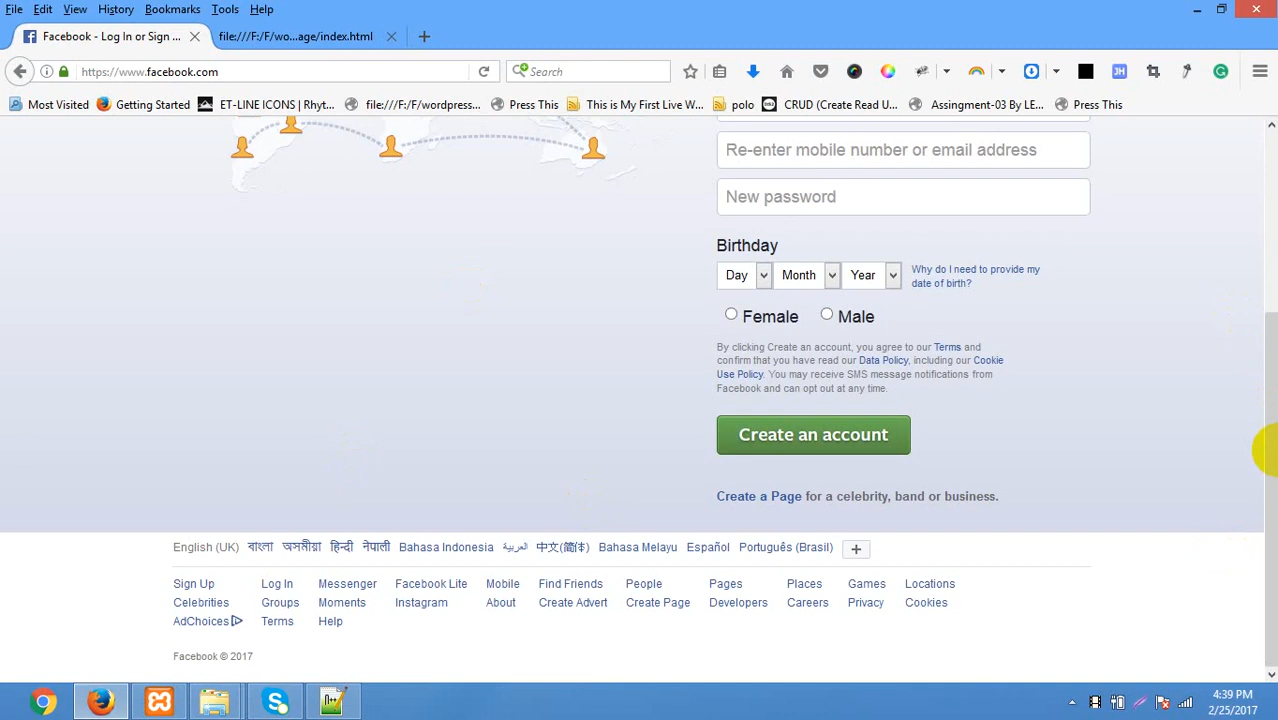 File Edit View History Bookmarks Tools Help
Facebook - Log In or Sign ... file:///F:/F/wo...age/index.html
https://www.facebook.com Search
Most Visited Getting Started ET-LINE ICONS | Rhyt... file:///F:/F/wordpress... Press This This is My First Live W... polo CRUD (Create Read U... Assingment-03 By LE... Press This
Re-enter mobile number or email address
New password
Birthday
Day Month Year Why do I need to provide my
date of birth?
Female Male
By clicking Create an account, you agree to our Terms and
confirm that you have read our Data Policy, including our Cookie
Use Policy. You may receive SMS message notifications from
Facebook and can opt out at any time.
Create an account
Create a Page for a celebrity, band or business.
English (UK) বাংলা অসমীয়া हिन्दी नेपाली Bahasa Indonesia العربية 中文(简体) Bahasa Melayu Español Português (Brasil) +
Sign Up Log In Messenger Facebook Lite Mobile Find Friends People Pages Places Games Locations
Celebrities Groups Moments Instagram About Create Advert Create Page Developers Careers Privacy Cookies
AdChoices Terms Help
Facebook © 2017
4:39 PM
2/25/2017